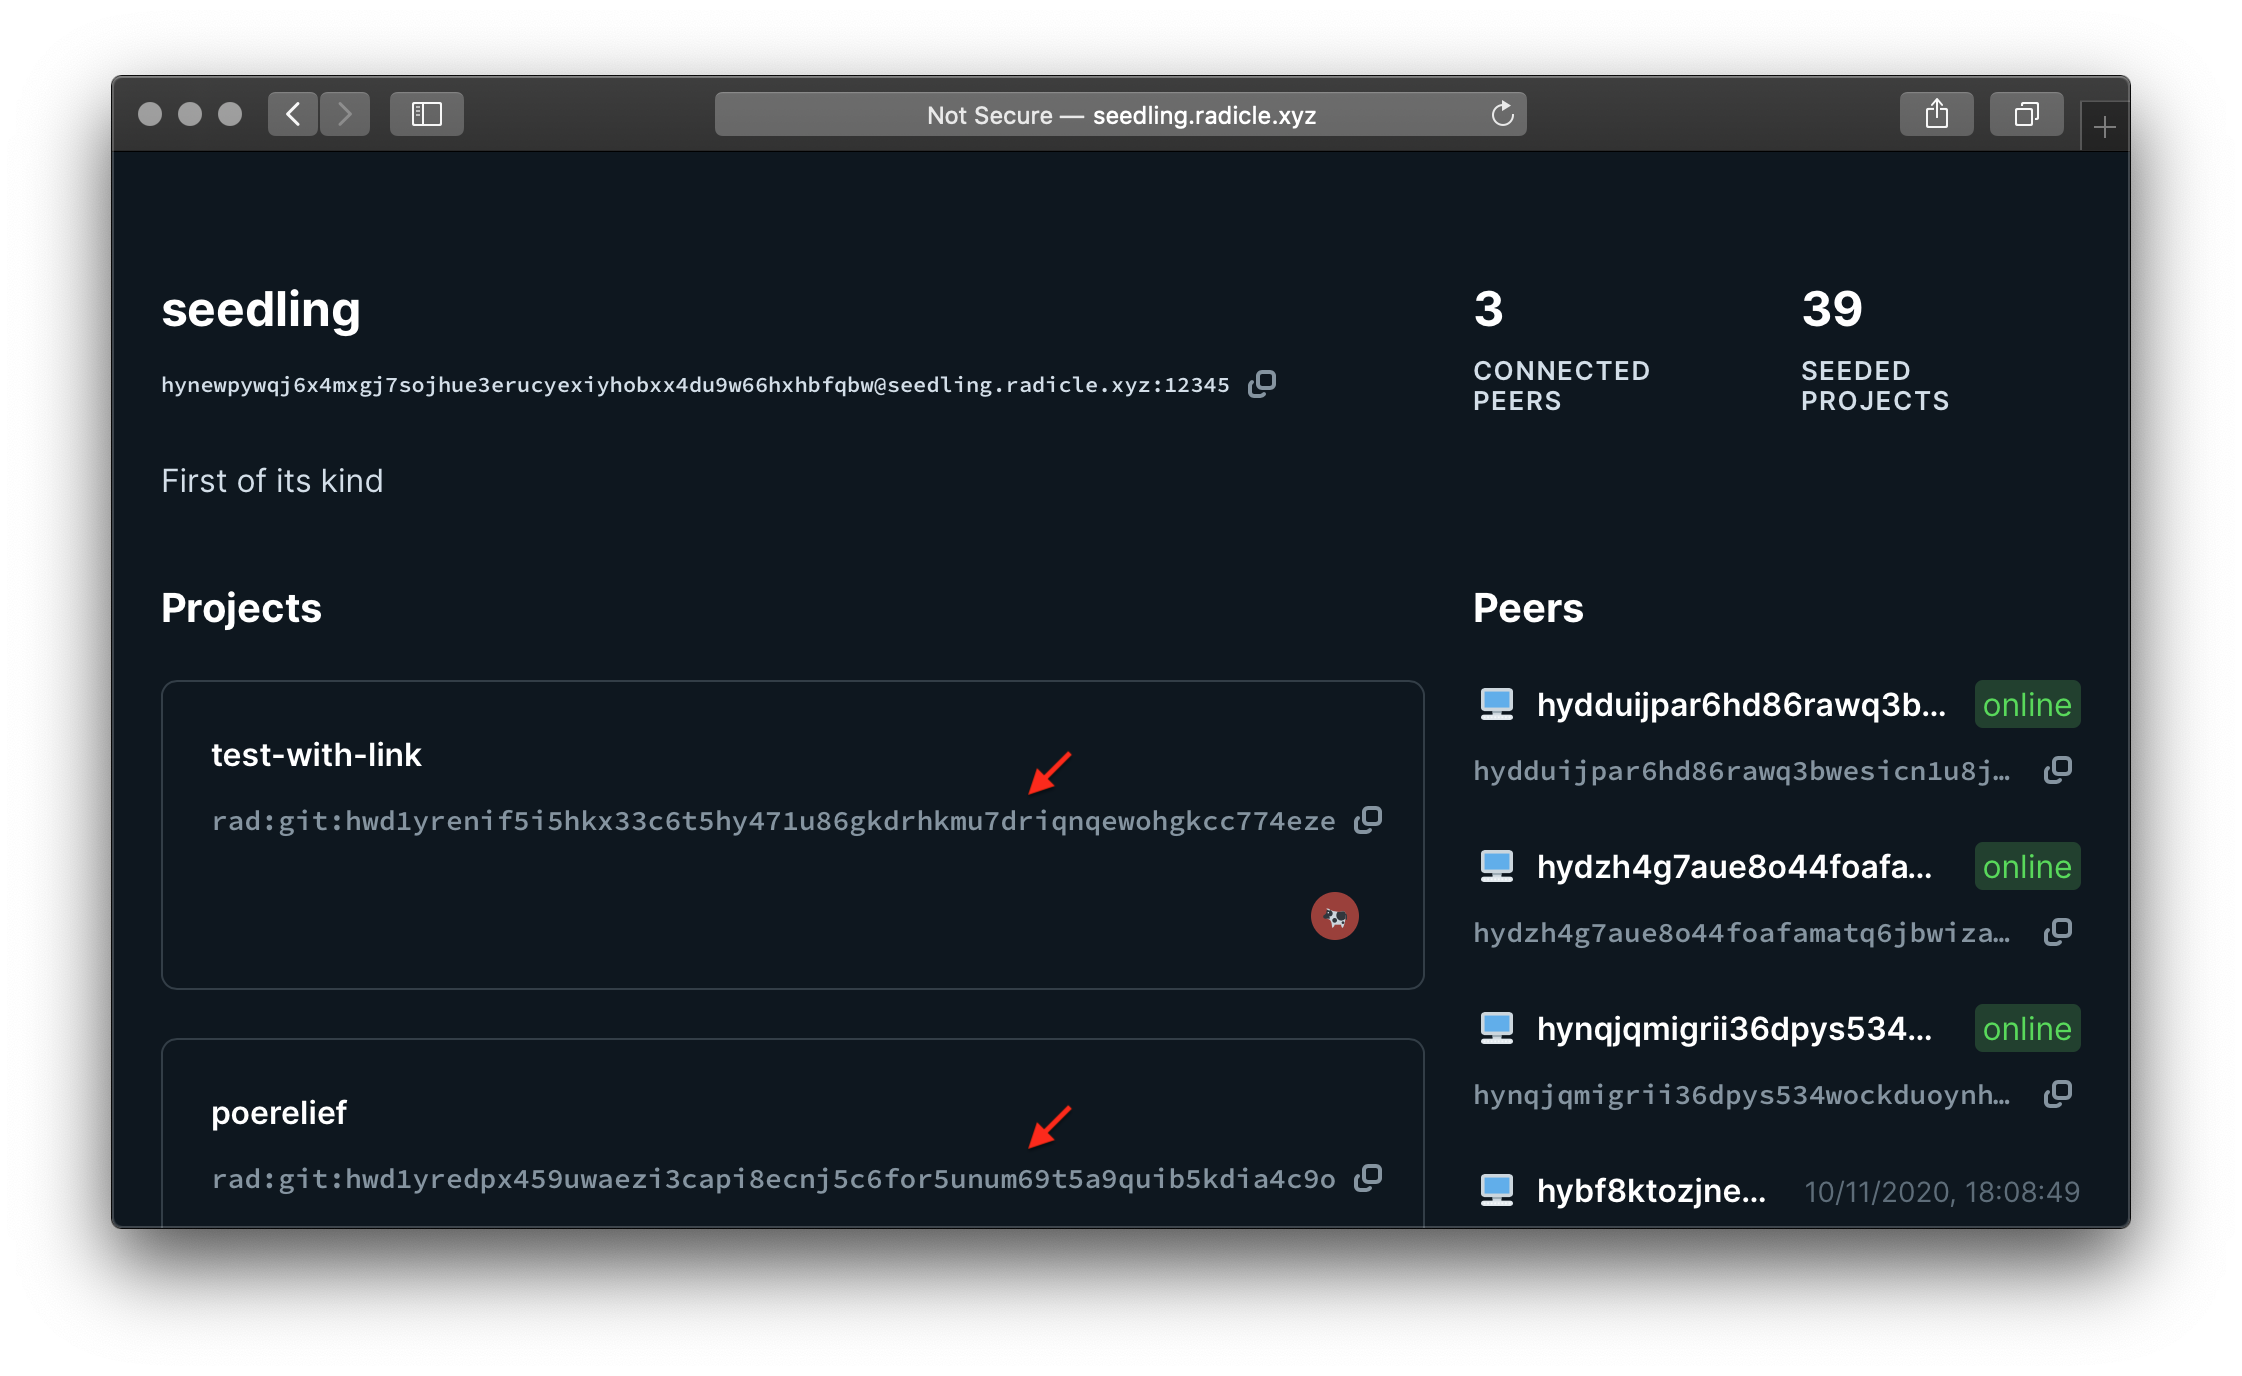 Not Secure — seedling.radicle.xyz
seedling
hynewpywqj6x4mxgj7sojhue3erucyexiyhobxx4du9w66hxhbfqbw@seedling.radicle.xyz:12345
First of its kind
3
CONNECTED
PEERS
39
SEEDED
PROJECTS
Projects
test-with-link
rad:git:hwd1yrenif5i5hkx33c6t5hy471u86gkdrhkmu7driqnqewohgkcc774eze
poerelief
rad:git:hwd1yredpx459uwaezi3capi8ecnj5c6for5unum69t5a9quib5kdia4c9o
Peers
hydduijpar6hd86rawq3b... online
hydduijpar6hd86rawq3bwesicn1u8j…
hydzh4g7aue8o44foafa... online
hydzh4g7aue8o44foafamatq6jbwiza…
hynqjqmigrii36dpys534... online
hynqjqmigrii36dpys534wockduoynh…
hybf8ktozjne... 10/11/2020, 18:08:49